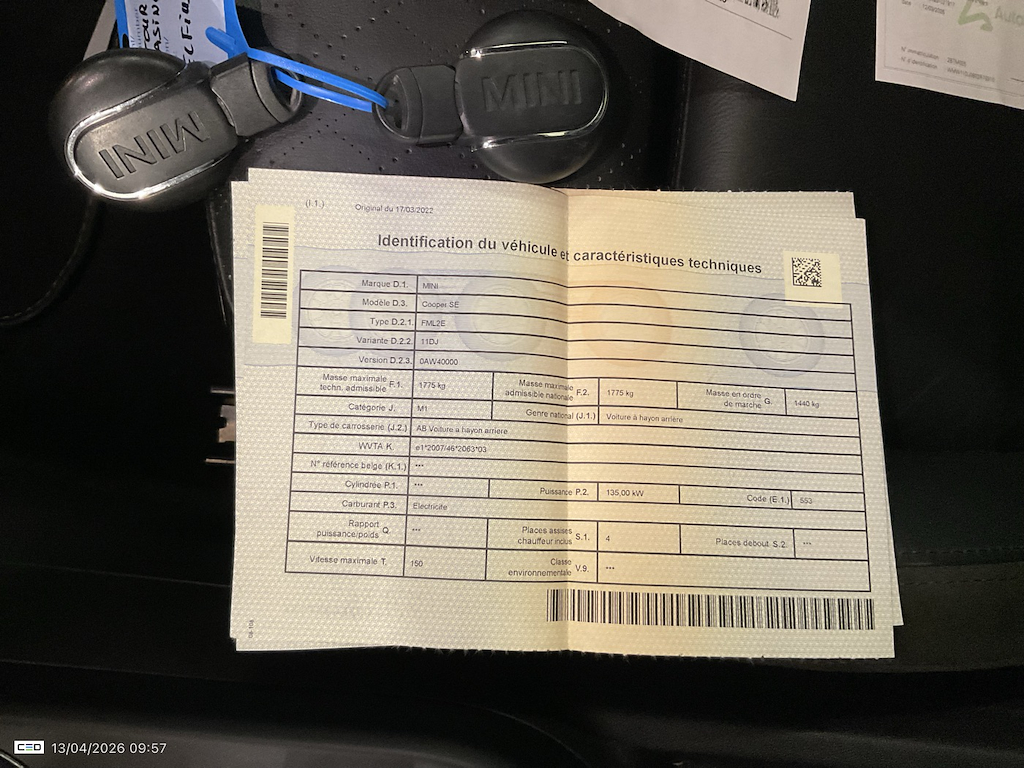 MINI
MINI
(I.1.) Original du 17/03/2022
Identification du véhicule et caractéristiques techniques
Marque D.1. MINI
Modèle D.3. Cooper SE
Type D.2.1. FML2E
Variante D.2.2. 11DJ
Version D.2.3. 0AW40000
Masse maximale techn. admissible F.1. 1775 kg Masse maximale admissible nationale F.2. 1775 kg Masse en ordre de marche G. 1440 kg
Catégorie J. M1 Genre national (J.1.) Voiture à hayon arrière
Type de carrosserie (J.2.) AB Voiture à hayon arrière
WVTA K. e1*2007/46*2063*03
N° référence belge (K.1.) ***
Cylindrée P.1. *** Puissance P.2. 135,00 kW Code (E.1.) 553
Carburant P.3. Electricité
Rapport puissance/poids Q. *** Places assises chauffeur inclus S.1. 4 Places debout S.2. ***
Vitesse maximale T. 150 Classe environnementale V.9. ***
CEO 13/04/2026 09:57